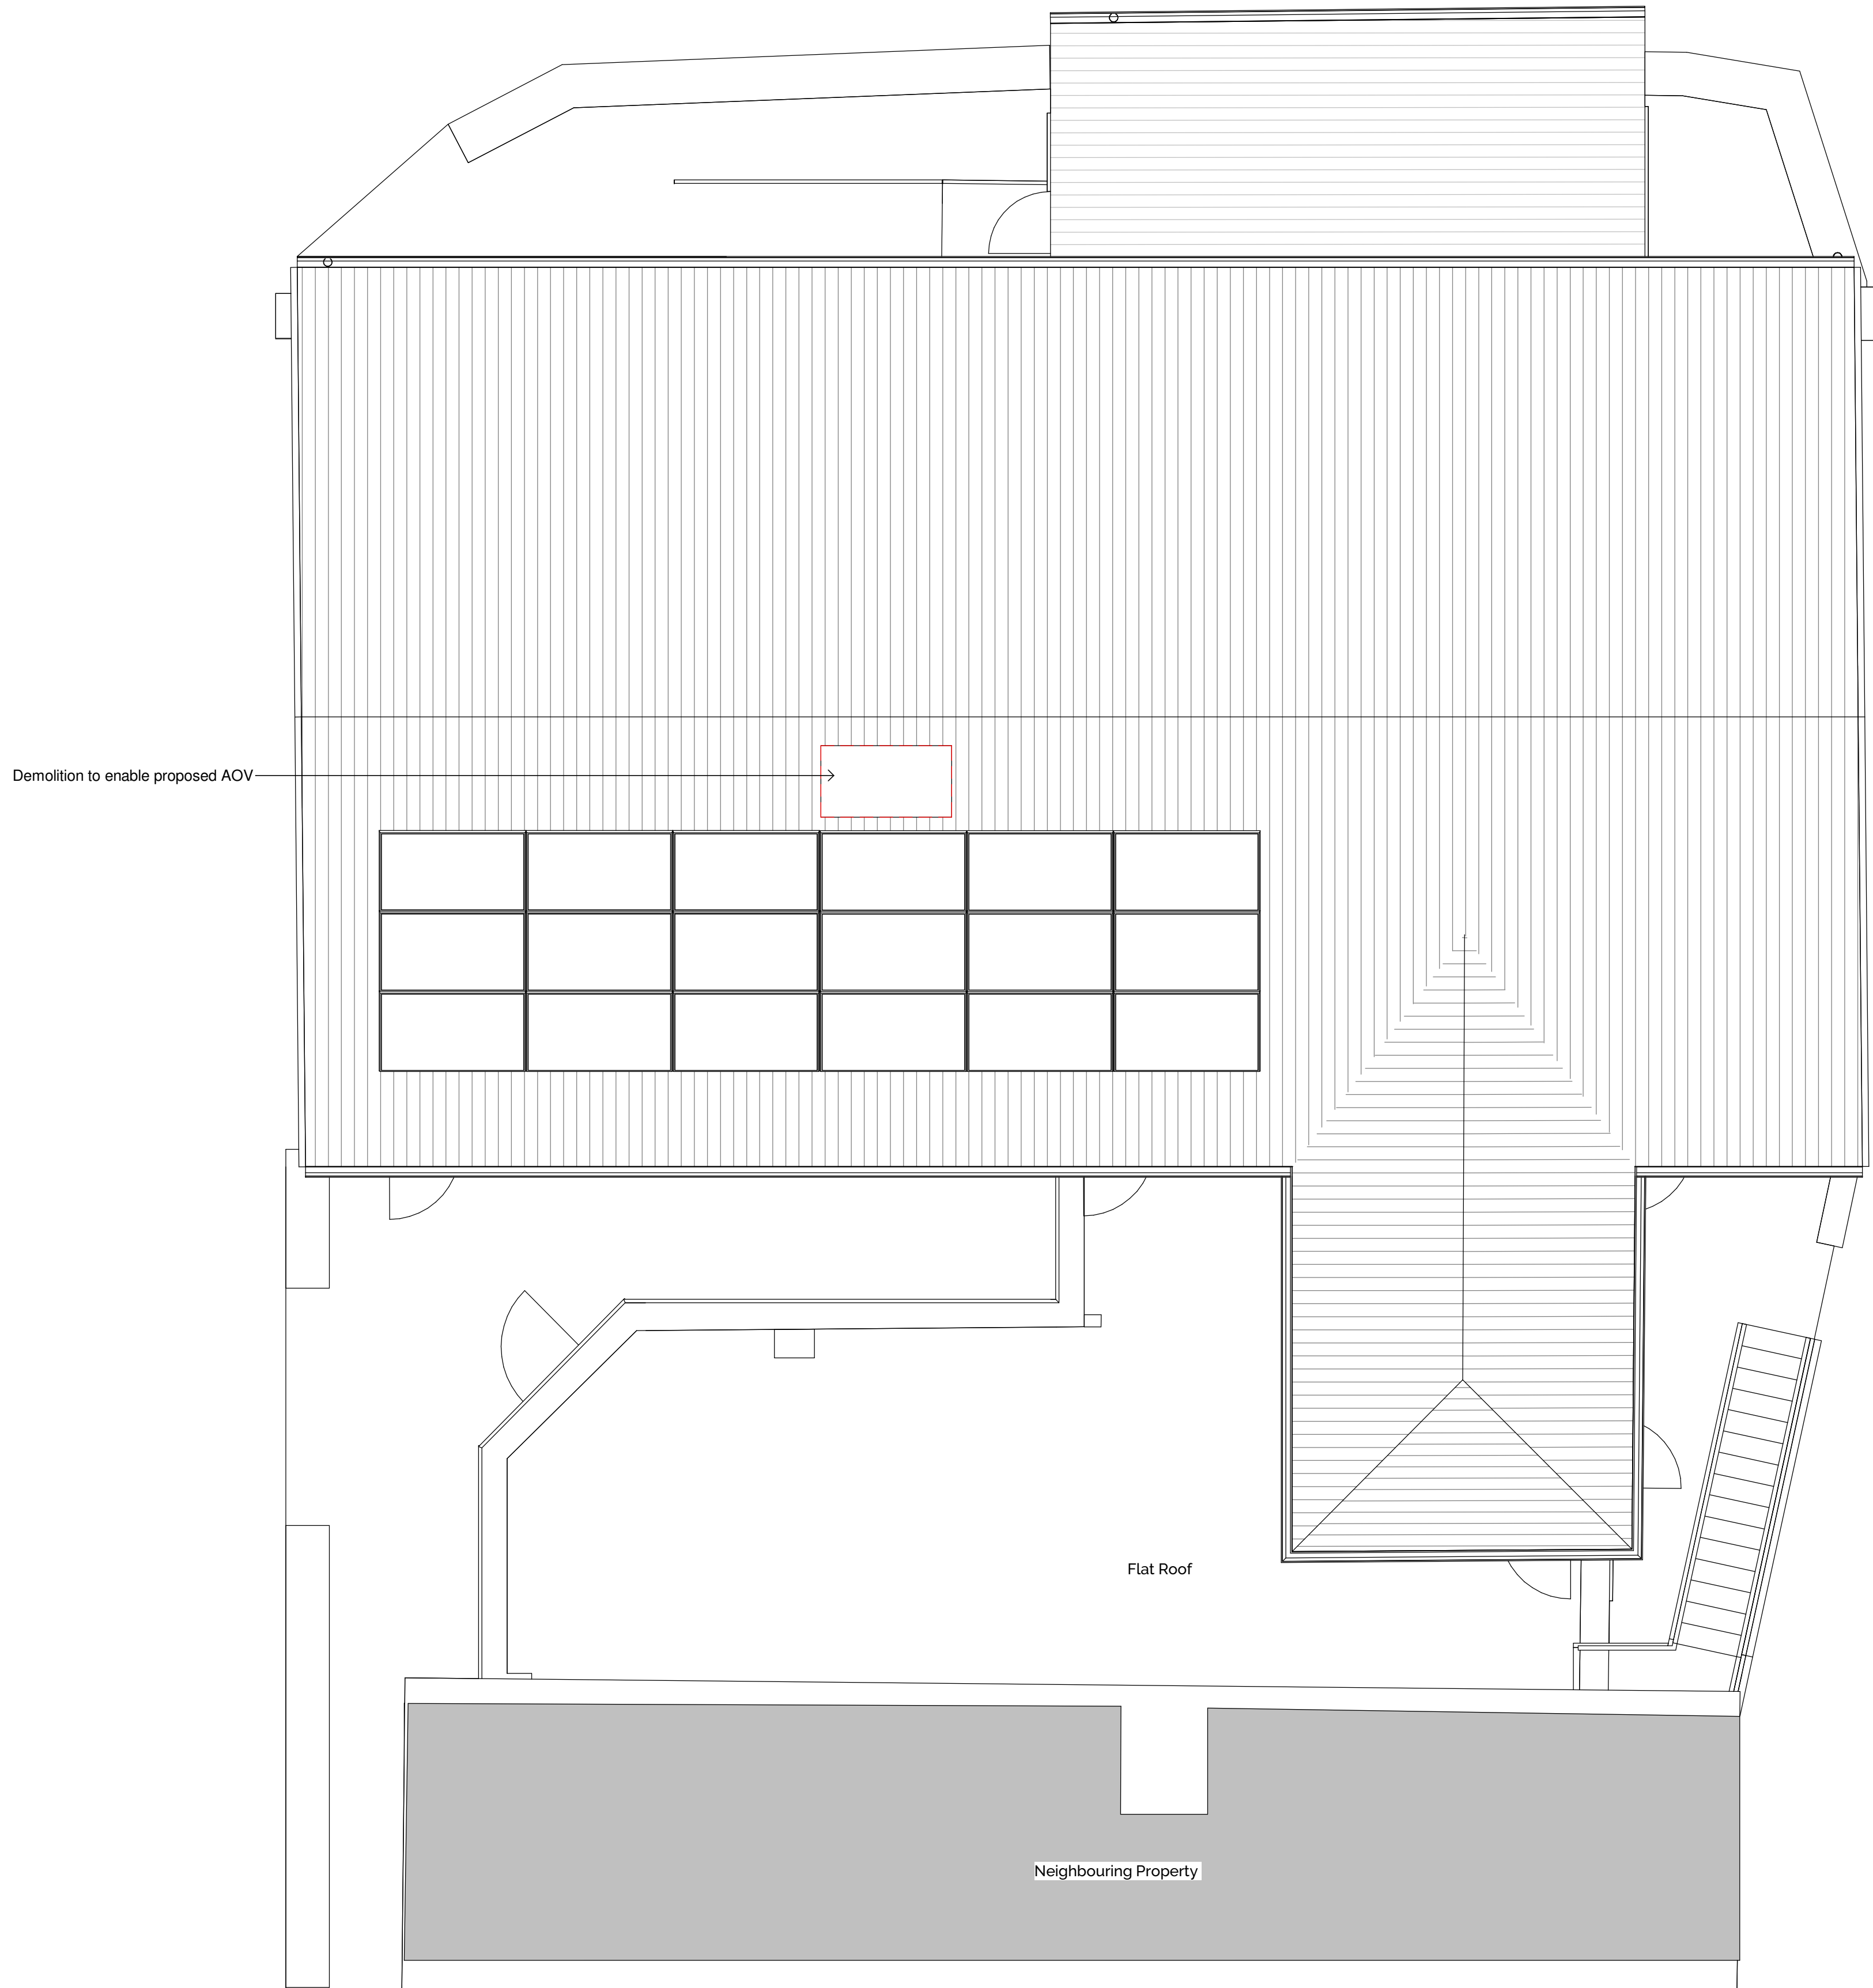 Demolition to enable proposed AOV
Flat Roof
Neighbouring Property